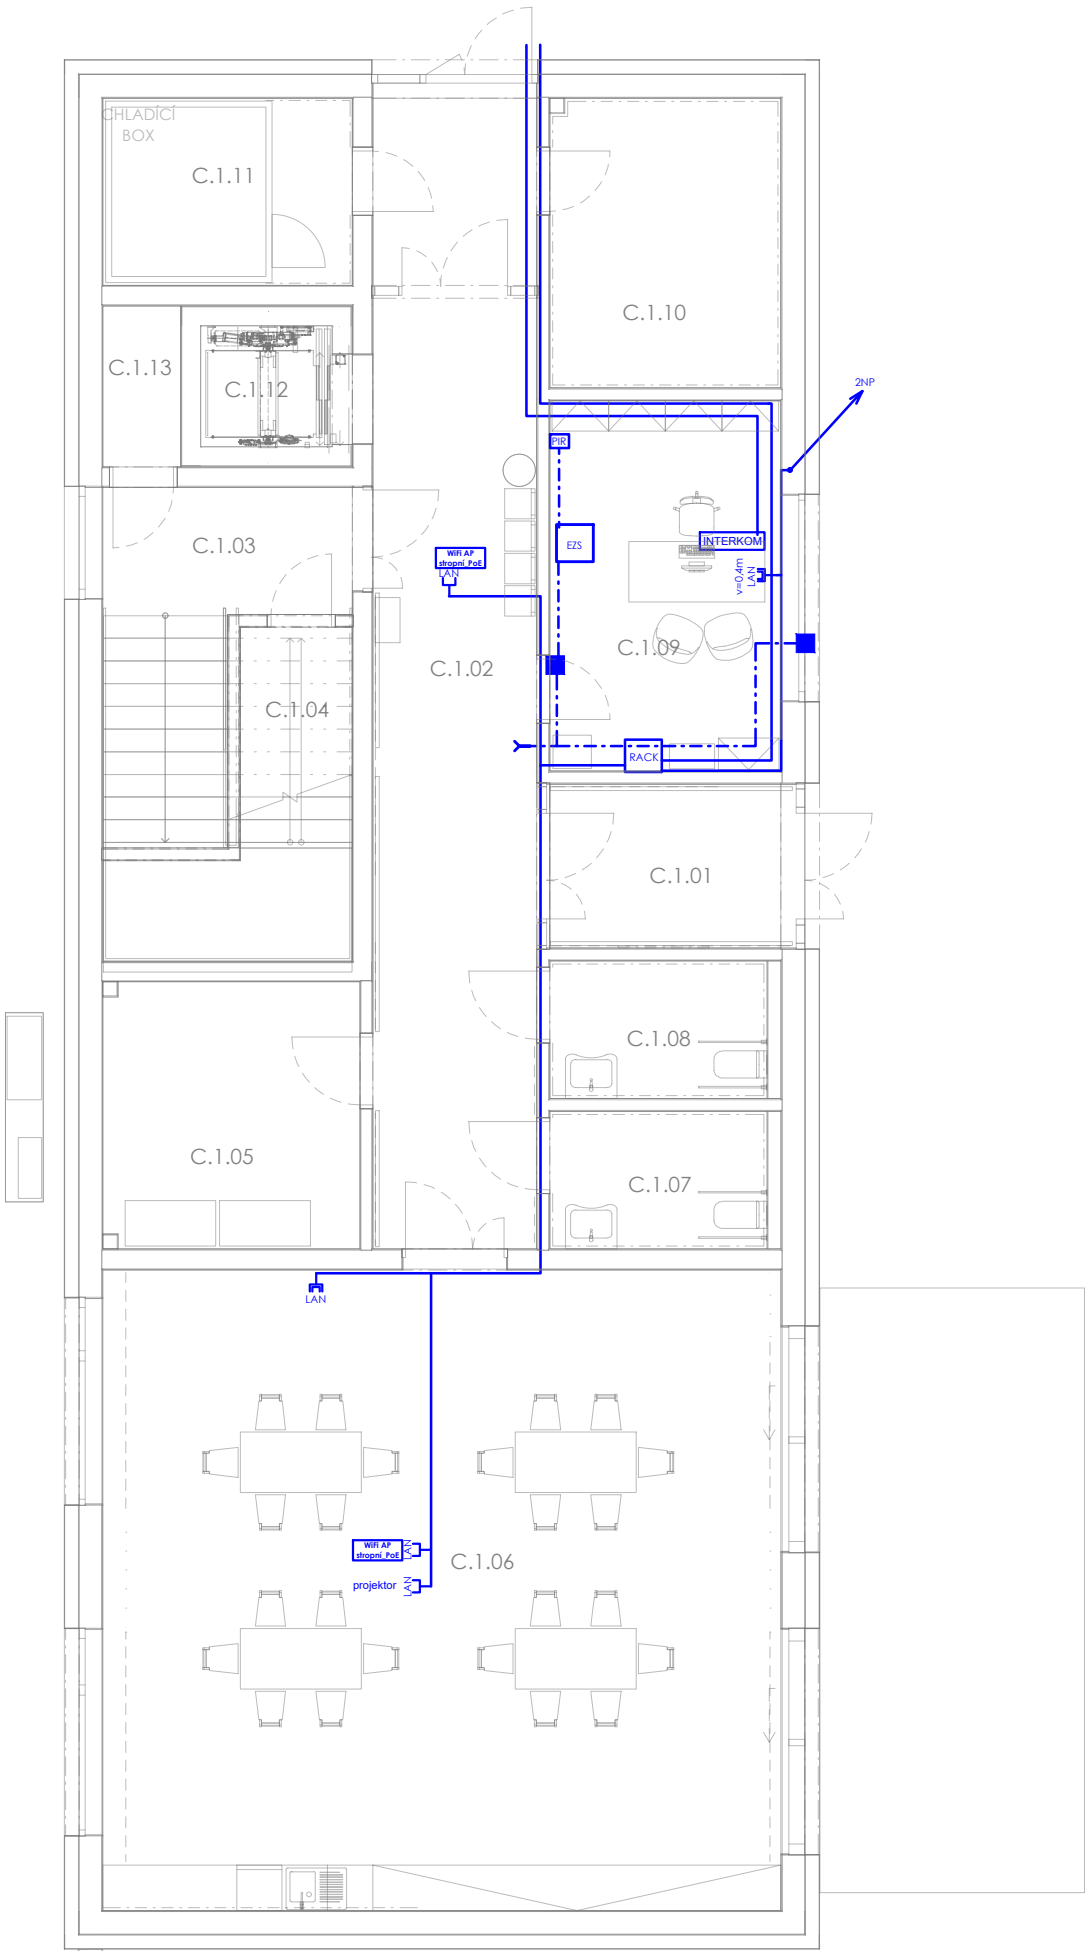 CHLADÍCÍ
BOX
C.1.11
C.1.10
C.1.13
C.1.12
2NP
PIR
EZS
INTERKOM
C.1.03
WiFi AP
stropní_PoE
LAN
v=0,4m
LAN
C.1.09
C.1.02
C.1.04
RACK
C.1.01
C.1.08
C.1.05
C.1.07
LAN
WiFi AP
stropní_PoE
LAN
C.1.06
projektor
LAN